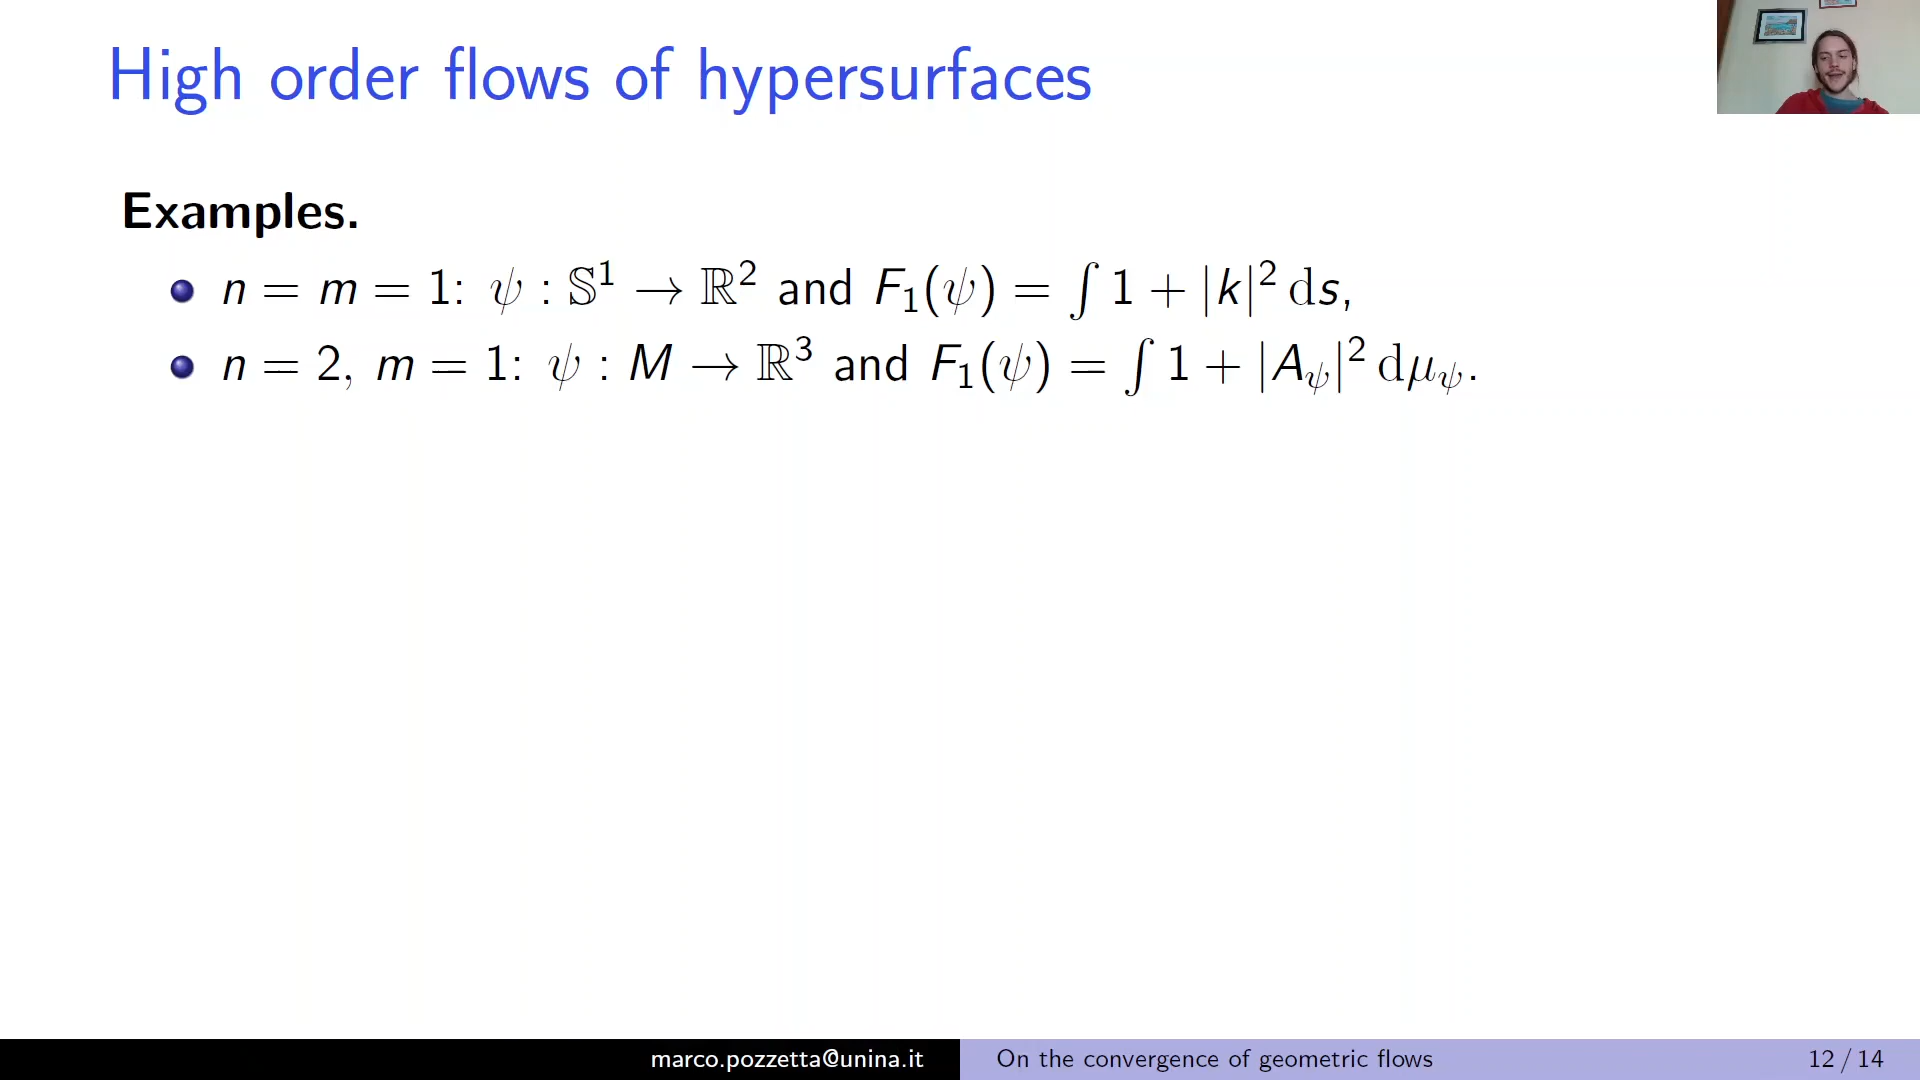 High order flows of hypersurfaces
Examples.
n = m = 1: ψ : 𝕊¹ → ℝ² and F₁(ψ) = ∫ 1 + |k|² ds,
n = 2, m = 1: ψ : M → ℝ³ and F₁(ψ) = ∫ 1 + |A_ψ|² dμ_ψ.
marco.pozzetta@unina.it On the convergence of geometric flows 12 / 14